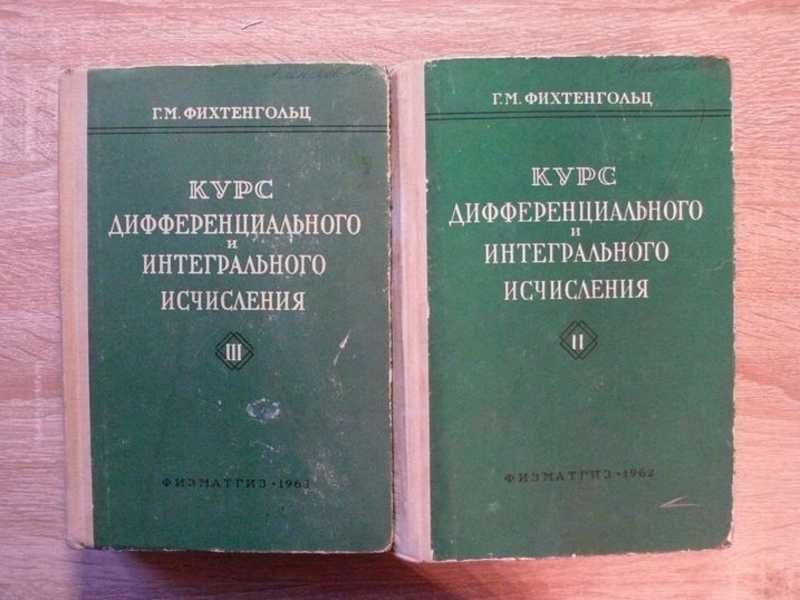 Г.М. ФИХТЕНГОЛЬЦ
КУРС
ДИФФЕРЕНЦИАЛЬНОГО
И
ИНТЕГРАЛЬНОГО
ИСЧИСЛЕНИЯ
III
ФИЗМАТГИЗ • 1963
Г.М. ФИХТЕНГОЛЬЦ
КУРС
ДИФФЕРЕНЦИАЛЬНОГО
И
ИНТЕГРАЛЬНОГО
ИСЧИСЛЕНИЯ
II
ФИЗМАТГИЗ • 1962